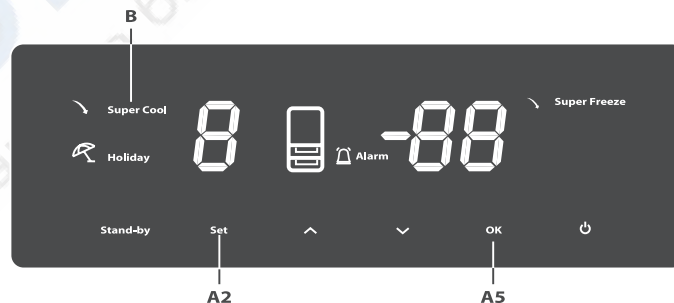 B
Super Cool
8
-88
Super Freeze
Holiday
Alarm
Stand-by
Set
OK
A2
A5